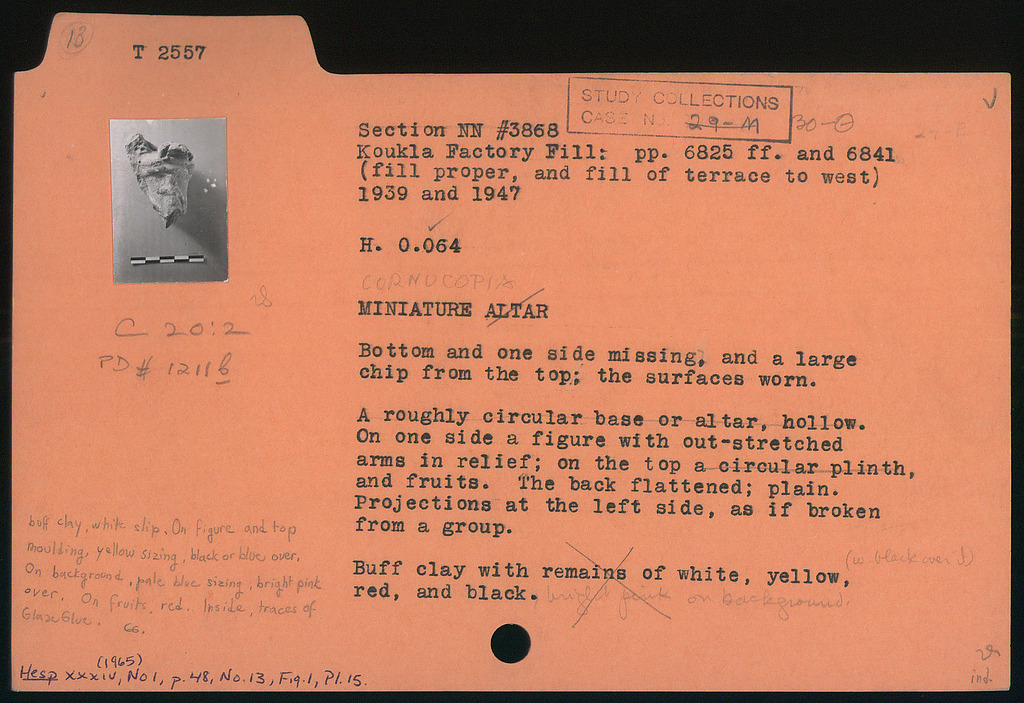 13
T 2557
STUDY COLLECTIONS
CASE NO. 29-M 30-
Section NN #3868
Koukla Factory Fill: pp. 6825 ff. and 6841
(fill proper, and fill of terrace to west)
1939 and 1947
H. 0.064
CORNUCOPIA
MINIATURE ALTAR
C 20:2
PD# 1211b
Bottom and one side missing, and a large
chip from the top; the surfaces worn.
A roughly circular base or altar, hollow.
On one side a figure with out-stretched
arms in relief; on the top a circular plinth,
and fruits. The back flattened; plain.
Projections at the left side, as if broken
from a group.
Buff clay with remains of white, yellow, (w. black over it)
red, and black. bright pink on background.
buff clay, white slip. On figure and top
moulding, yellow sizing, black or blue over.
On background, pale blue sizing, bright pink
over. On fruits, red. Inside, traces of
Glaze Glue. GG.
(1965)
Hesp XXXIV, No 1, p. 48, No. 13, Fig. 1, Pl. 15.
ind.